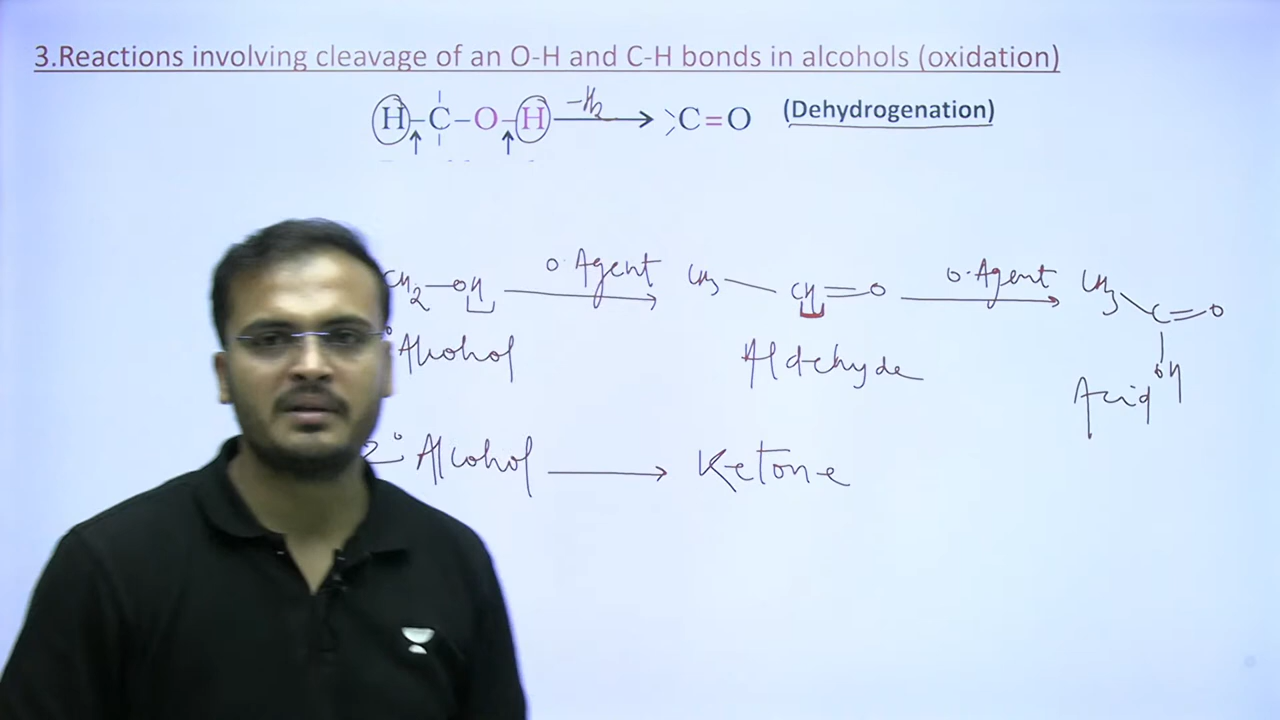 3.Reactions involving cleavage of an O-H and C-H bonds in alcohols (oxidation)
H-C-O-H -H2 → C=O (Dehydrogenation)
CH2-OH O·Agent → CH3-CH=O O·Agent → CH3-C=O
OH
° Alcohol Aldehyde Acid
2° Alcohol → Ketone